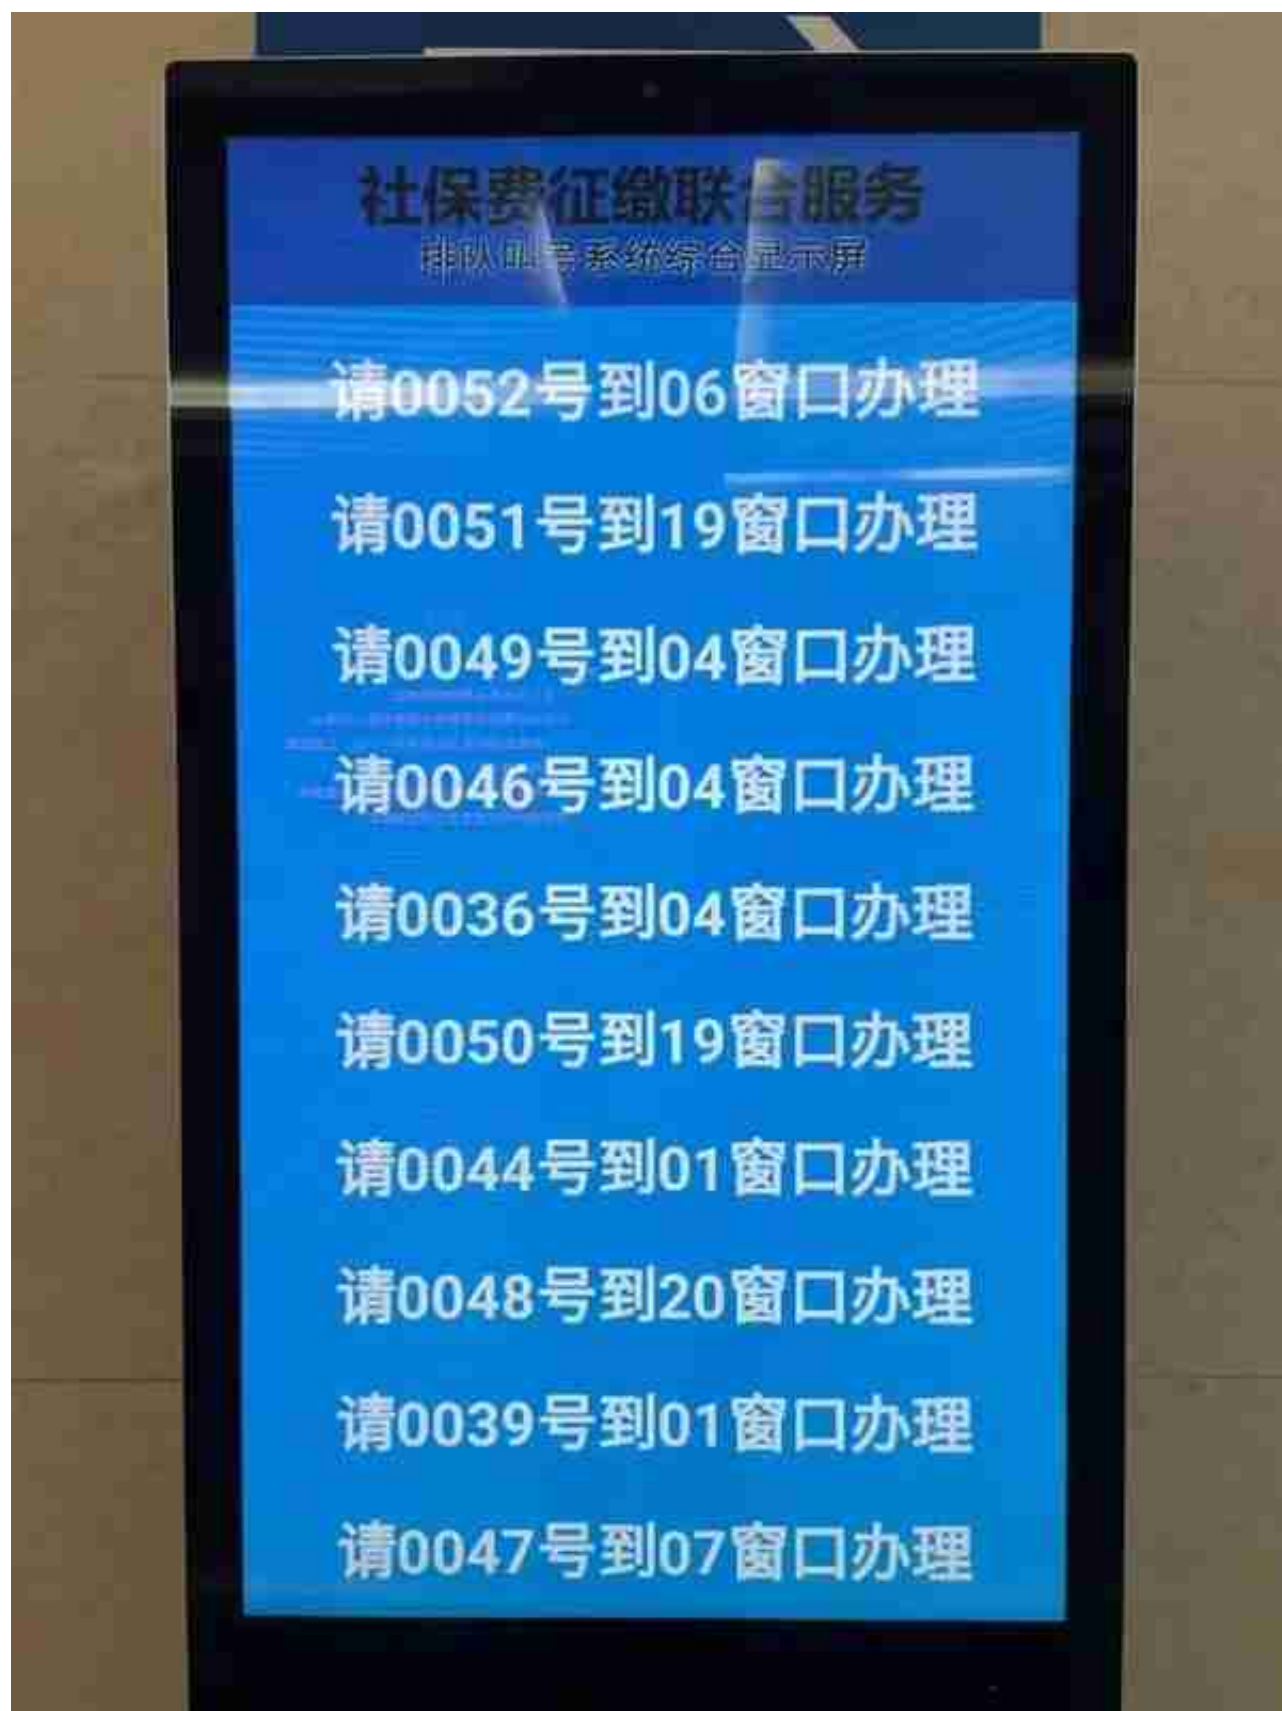 社保费征缴联合服务
排队叫号系统综合显示屏
请0052号到06窗口办理
请0051号到19窗口办理
请0049号到04窗口办理
请0046号到04窗口办理
请0036号到04窗口办理
请0050号到19窗口办理
请0044号到01窗口办理
请0048号到20窗口办理
请0039号到01窗口办理
请0047号到07窗口办理